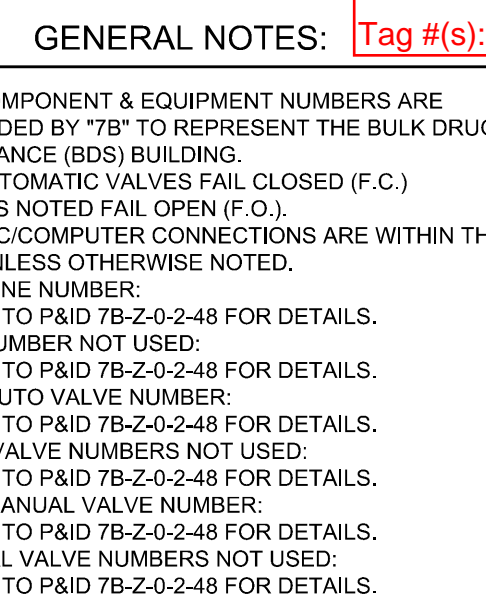 GENERAL NOTES:
Tag #(s):
MPONENT & EQUIPMENT NUMBERS ARE
DED BY "7B" TO REPRESENT THE BULK DRUG
ANCE (BDS) BUILDING.
TOMATIC VALVES FAIL CLOSED (F.C.)
S NOTED FAIL OPEN (F.O.).
C/COMPUTER CONNECTIONS ARE WITHIN TH
NLESS OTHERWISE NOTED.
NE NUMBER:
TO P&ID 7B-Z-0-2-48 FOR DETAILS.
UMBER NOT USED:
TO P&ID 7B-Z-0-2-48 FOR DETAILS.
UTO VALVE NUMBER:
TO P&ID 7B-Z-0-2-48 FOR DETAILS.
VALVE NUMBERS NOT USED:
TO P&ID 7B-Z-0-2-48 FOR DETAILS.
ANUAL VALVE NUMBER:
TO P&ID 7B-Z-0-2-48 FOR DETAILS.
L VALVE NUMBERS NOT USED:
TO P&ID 7B-Z-0-2-48 FOR DETAILS.